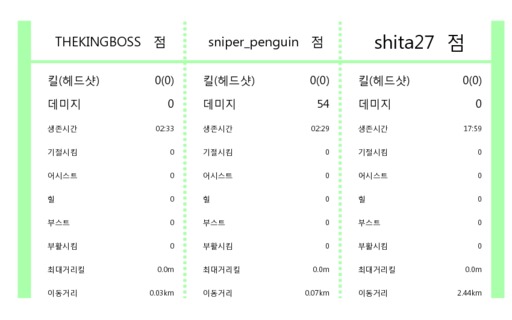 THEKINGBOSS 점 sniper_penguin 점 shita27 점
킬(헤드샷) 0(0) 킬(헤드샷) 0(0) 킬(헤드샷) 0(0)
데미지 0 데미지 54 데미지 0
생존시간 02:33 생존시간 02:29 생존시간 17:59
기절시킴 0 기절시킴 0 기절시킴 0
어시스트 0 어시스트 0 어시스트 0
힐 0 힐 0 힐 0
부스트 0 부스트 0 부스트 0
부활시킴 0 부활시킴 0 부활시킴 0
최대거리킬 0.0m 최대거리킬 0.0m 최대거리킬 0.0m
이동거리 0.03km 이동거리 0.07km 이동거리 2.44km